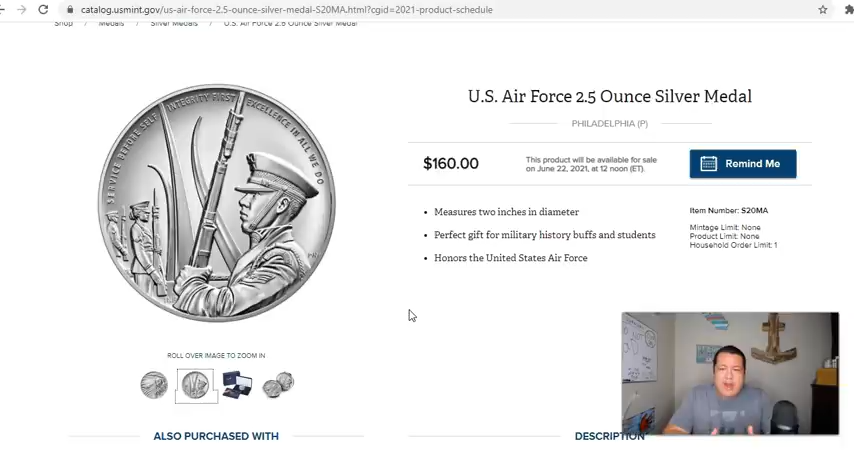 catalog.usmint.gov/us-air-force-2.5-ounce-silver-medal-S20MA.html?cgid=2021-product-schedule
Shop / Medals / Silver Medals / U.S. Air Force 2.5 Ounce Silver Medal
SERVICE BEFORE SELF INTEGRITY FIRST EXCELLENCE IN ALL WE DO
U.S. Air Force 2.5 Ounce Silver Medal
PHILADELPHIA (P)
$160.00
This product will be available for sale
on June 22, 2021, at 12 noon (ET).
Remind Me
Measures two inches in diameter
Perfect gift for military history buffs and students
Honors the United States Air Force
Item Number: S20MA
Mintage Limit: None
Product Limit: None
Household Order Limit: 1
ROLL OVER IMAGE TO ZOOM IN
ALSO PURCHASED WITH
DESCRIPTION